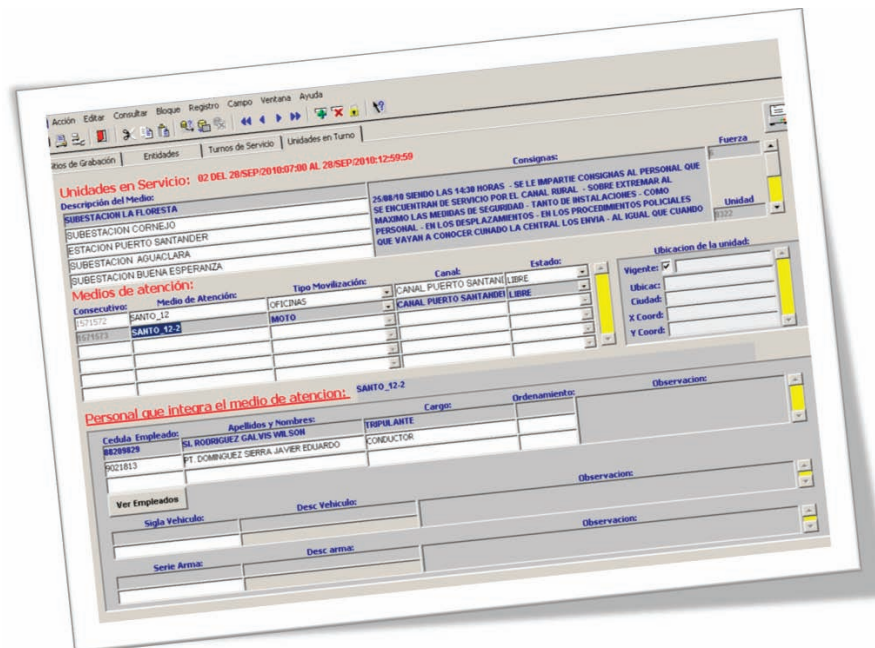 Acción Editar Consultar Bloque Registro Campo Ventana Ayuda
itios de Grabación Entidades Turnos de Servicio Unidades en Turno
Unidades en Servicio: 02 DEL 28/SEP/2010:07:00 AL 28/SEP/2010:12:59:59
Descripción del Medio: Consignas: Fuerza
SUBESTACION LA FLORESTA
SUBESTACION CORNEJO
ESTACION PUERTO SANTANDER
SUBESTACION AGUACLARA
SUBESTACION BUENA ESPERANZA
25/08/10 SIENDO LAS 14:30 HORAS - SE LE IMPARTIE CONSIGNAS AL PERSONAL QUE
SE ENCUENTRAN DE SERVICIO POR EL CANAL RURAL - SOBRE EXTREMAR AL
MAXIMO LAS MEDIDAS DE SEGURIDAD - TANTO DE INSTALACIONES - COMO
PERSONAL - EN LOS DESPLAZAMIENTOS - EN LOS PROCEDIMIENTOS POLICIALES
QUE VAYAN A CONOCER CUNADO LA CENTRAL LOS ENVIA - AL IGUAL QUE CUANDO
Unidad
9322
Medios de atención:
Consecutivo: Medio de Atención: Tipo Movilización: Canal: Estado:
1571572 SANTO_12 OFICINAS CANAL PUERTO SANTANI LIBRE
1571573 SANTO_12-2 MOTO CANAL PUERTO SANTANDEI LIBRE
Ubicacion de la unidad:
Vigente:
Ubicac:
Ciudad:
X Coord:
Y Coord:
Personal que integra el medio de atencion: SANTO_12-2
Cedula Empleado: Apellidos y Nombres: Cargo: Ordenamiento: Observacion:
88209829 SI. RODRIGUEZ GALVIS WILSON TRIPULANTE
9021813 PT. DOMINGUEZ SIERRA JAVIER EDUARDO CONDUCTOR
Ver Empleados
Sigla Vehiculo: Desc Vehiculo: Observacion:
Serie Arma: Desc arma: Observacion: